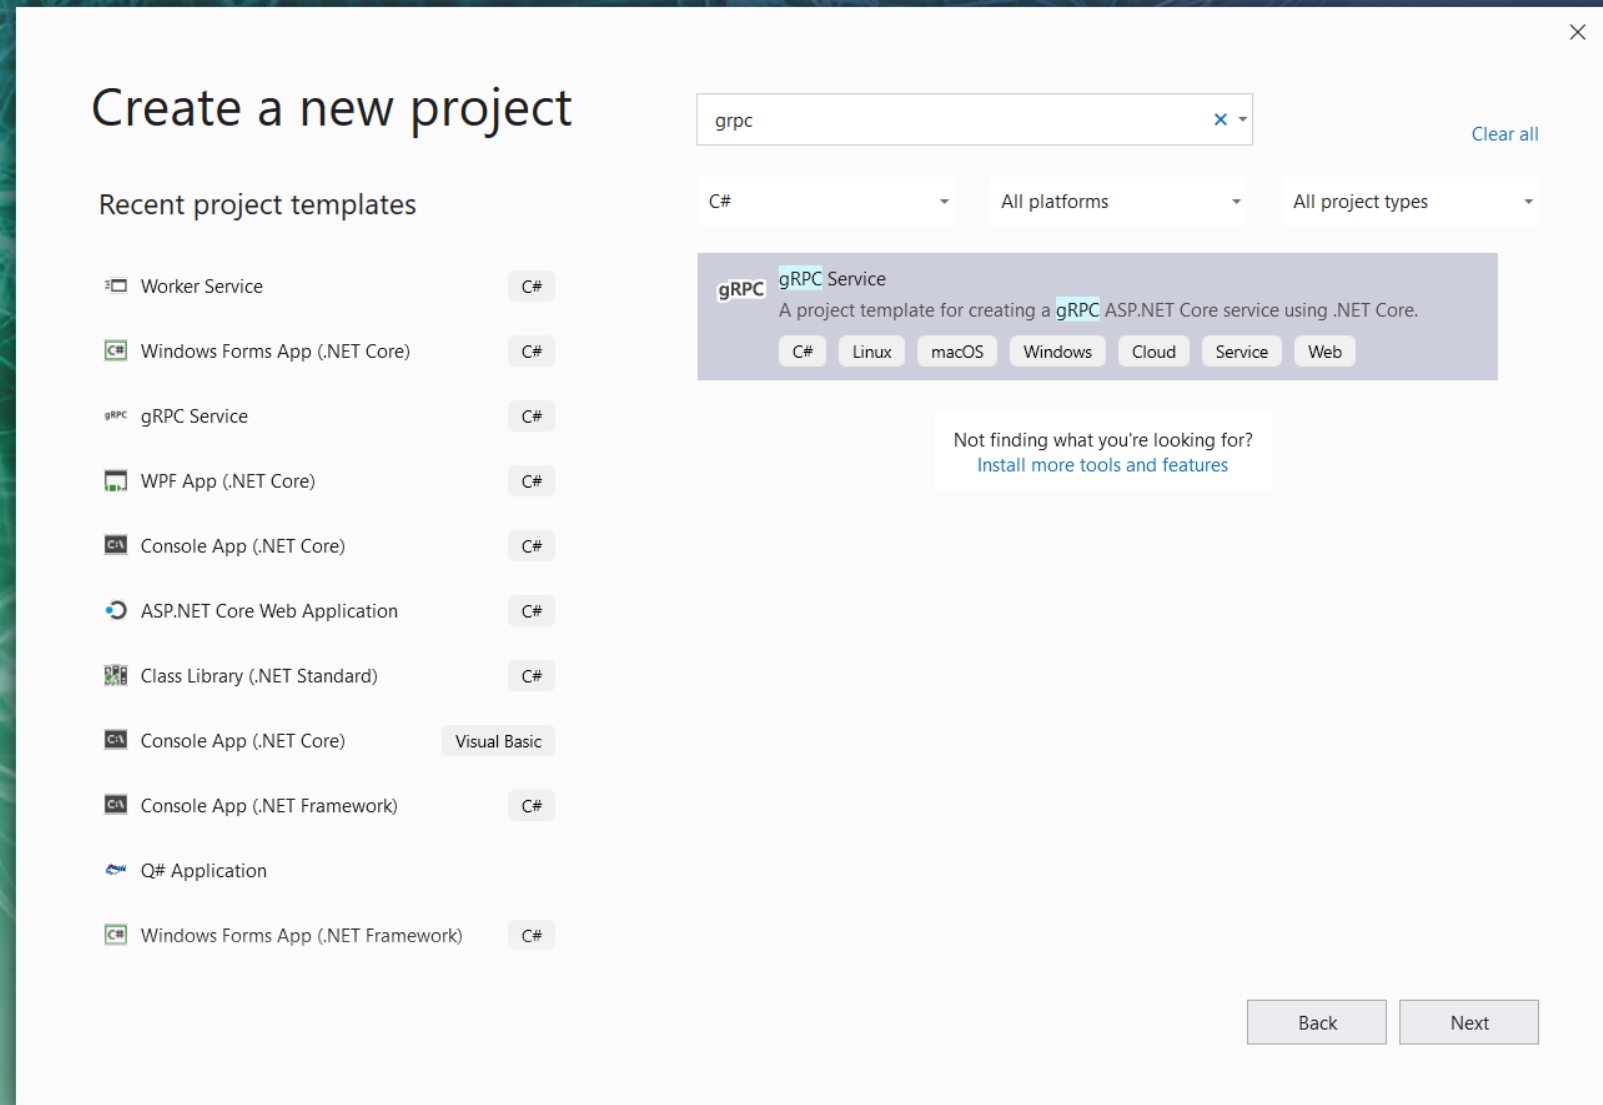 Create a new project
grpc
Clear all
C#
All platforms
All project types
Recent project templates
Worker Service C#
Windows Forms App (.NET Core) C#
gRPC gRPC Service C#
WPF App (.NET Core) C#
C:\ Console App (.NET Core) C#
ASP.NET Core Web Application C#
Class Library (.NET Standard) C#
C:\ Console App (.NET Core) Visual Basic
C:\ Console App (.NET Framework) C#
Q# Application
C# Windows Forms App (.NET Framework) C#
gRPC
gRPC Service
A project template for creating a gRPC ASP.NET Core service using .NET Core.
C# Linux macOS Windows Cloud Service Web
Not finding what you're looking for?
Install more tools and features
Back
Next